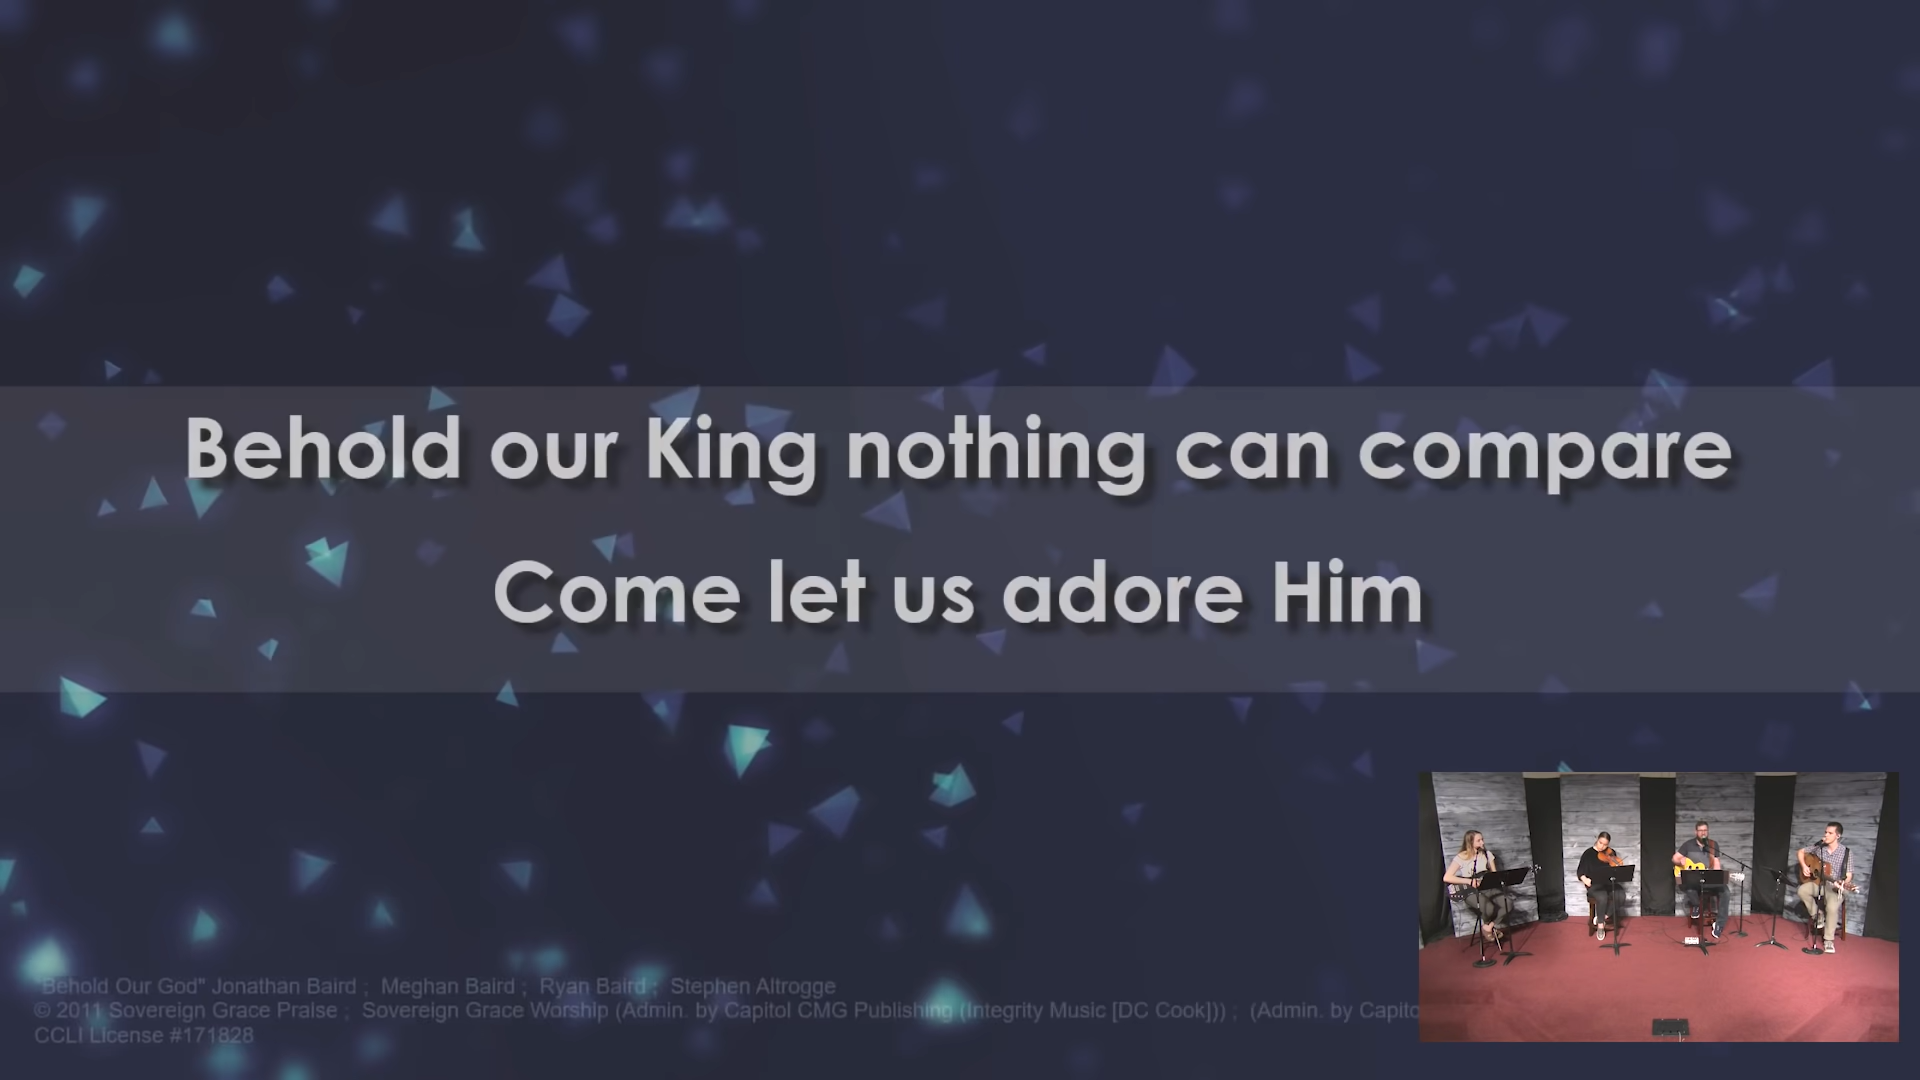 Behold our King nothing can compare
Come let us adore Him
"Behold Our God" Jonathan Baird ; Meghan Baird ; Ryan Baird ; Stephen Altrogge
© 2011 Sovereign Grace Praise ; Sovereign Grace Worship (Admin. by Capitol CMG Publishing (Integrity Music [DC Cook])) ; (Admin. by Capito
CCLI License #171828